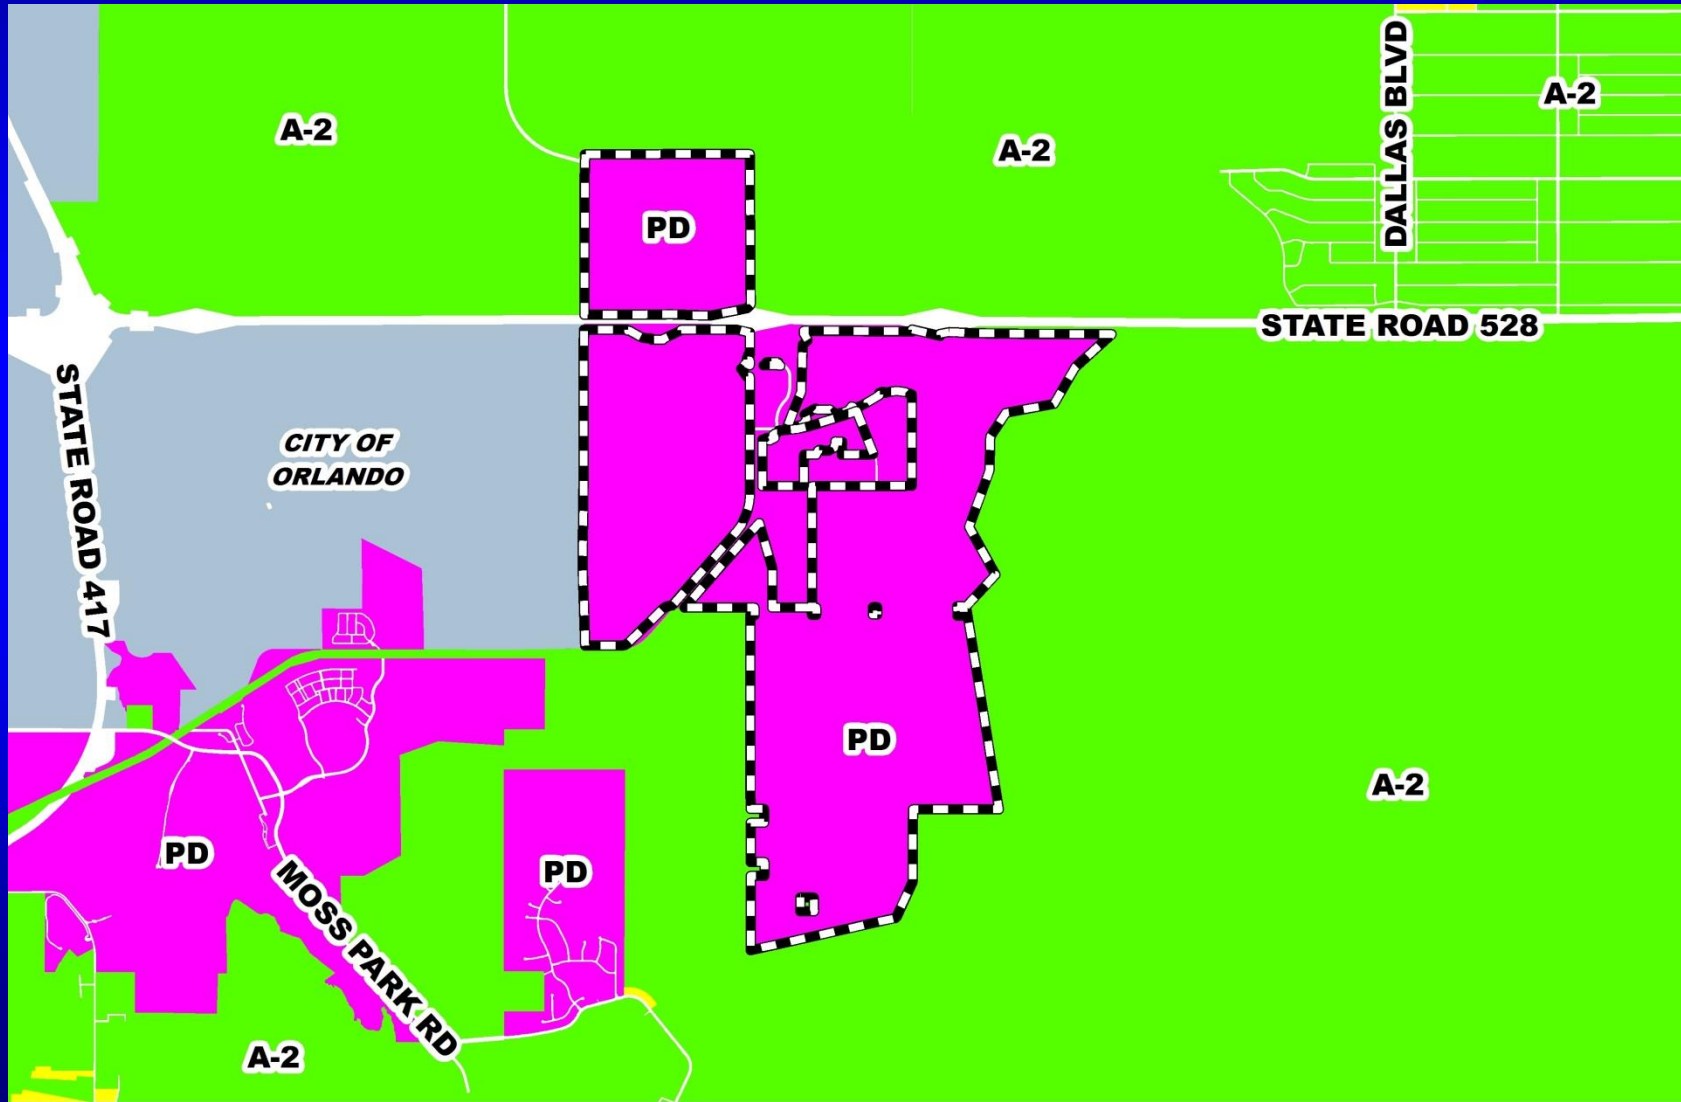 DALLAS BLVD
A-2
A-2
A-2
PD
STATE ROAD 528
STATE ROAD 417
CITY OF
ORLANDO
PD
A-2
PD
PD
MOSS PARK RD
A-2